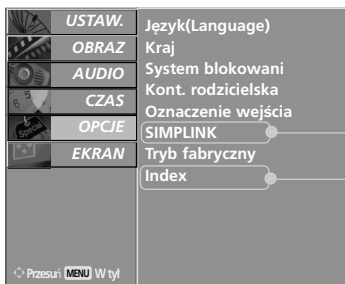 USTAW.
OBRAZ
AUDIO
CZAS
OPCJE
EKRAN
Język(Language)
Kraj
System blokowani
Kont. rodzicielska
Oznaczenie wejścia
SIMPLINK
Tryb fabryczny
Index
Przesuń MENU W tył